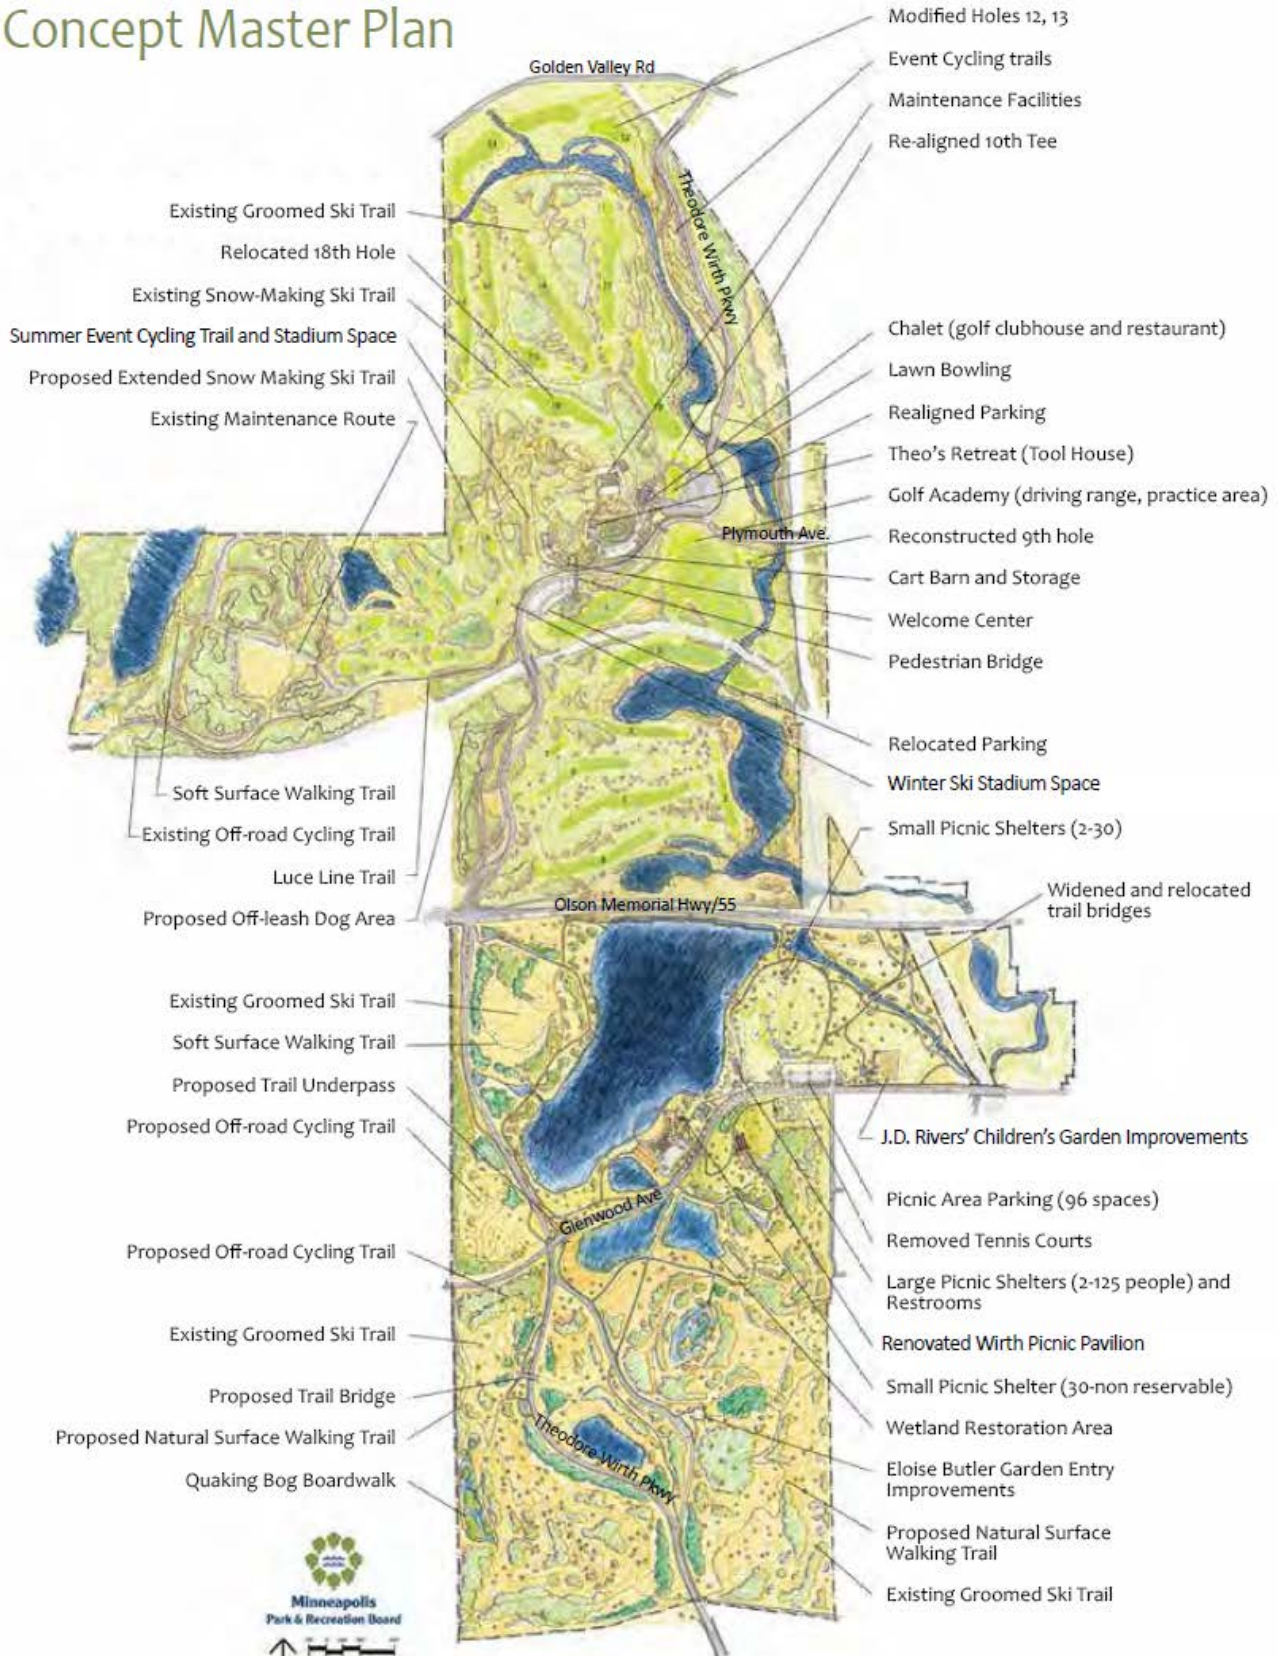 Concept Master Plan
Golden Valley Rd
Modified Holes 12, 13
Event Cycling trails
Maintenance Facilities
Re-aligned 10th Tee
Theodore Wirth Pkwy
Existing Groomed Ski Trail
Relocated 18th Hole
Existing Snow-Making Ski Trail
Summer Event Cycling Trail and Stadium Space
Proposed Extended Snow Making Ski Trail
Existing Maintenance Route
Chalet (golf clubhouse and restaurant)
Lawn Bowling
Realigned Parking
Theo's Retreat (Tool House)
Golf Academy (driving range, practice area)
Plymouth Ave.
Reconstructed 9th hole
Cart Barn and Storage
Welcome Center
Pedestrian Bridge
Relocated Parking
Winter Ski Stadium Space
Small Picnic Shelters (2-30)
Soft Surface Walking Trail
Existing Off-road Cycling Trail
Luce Line Trail
Proposed Off-leash Dog Area
Olson Memorial Hwy/55
Widened and relocated
trail bridges
Existing Groomed Ski Trail
Soft Surface Walking Trail
Proposed Trail Underpass
Proposed Off-road Cycling Trail
J.D. Rivers' Children's Garden Improvements
Glenwood Ave
Picnic Area Parking (96 spaces)
Removed Tennis Courts
Large Picnic Shelters (2-125 people) and
Restrooms
Renovated Wirth Picnic Pavilion
Small Picnic Shelter (30-non reservable)
Wetland Restoration Area
Eloise Butler Garden Entry
Improvements
Proposed Natural Surface
Walking Trail
Existing Groomed Ski Trail
Proposed Off-road Cycling Trail
Existing Groomed Ski Trail
Proposed Trail Bridge
Proposed Natural Surface Walking Trail
Quaking Bog Boardwalk
Theodore Wirth Pkwy
Minneapolis
Park & Recreation Board